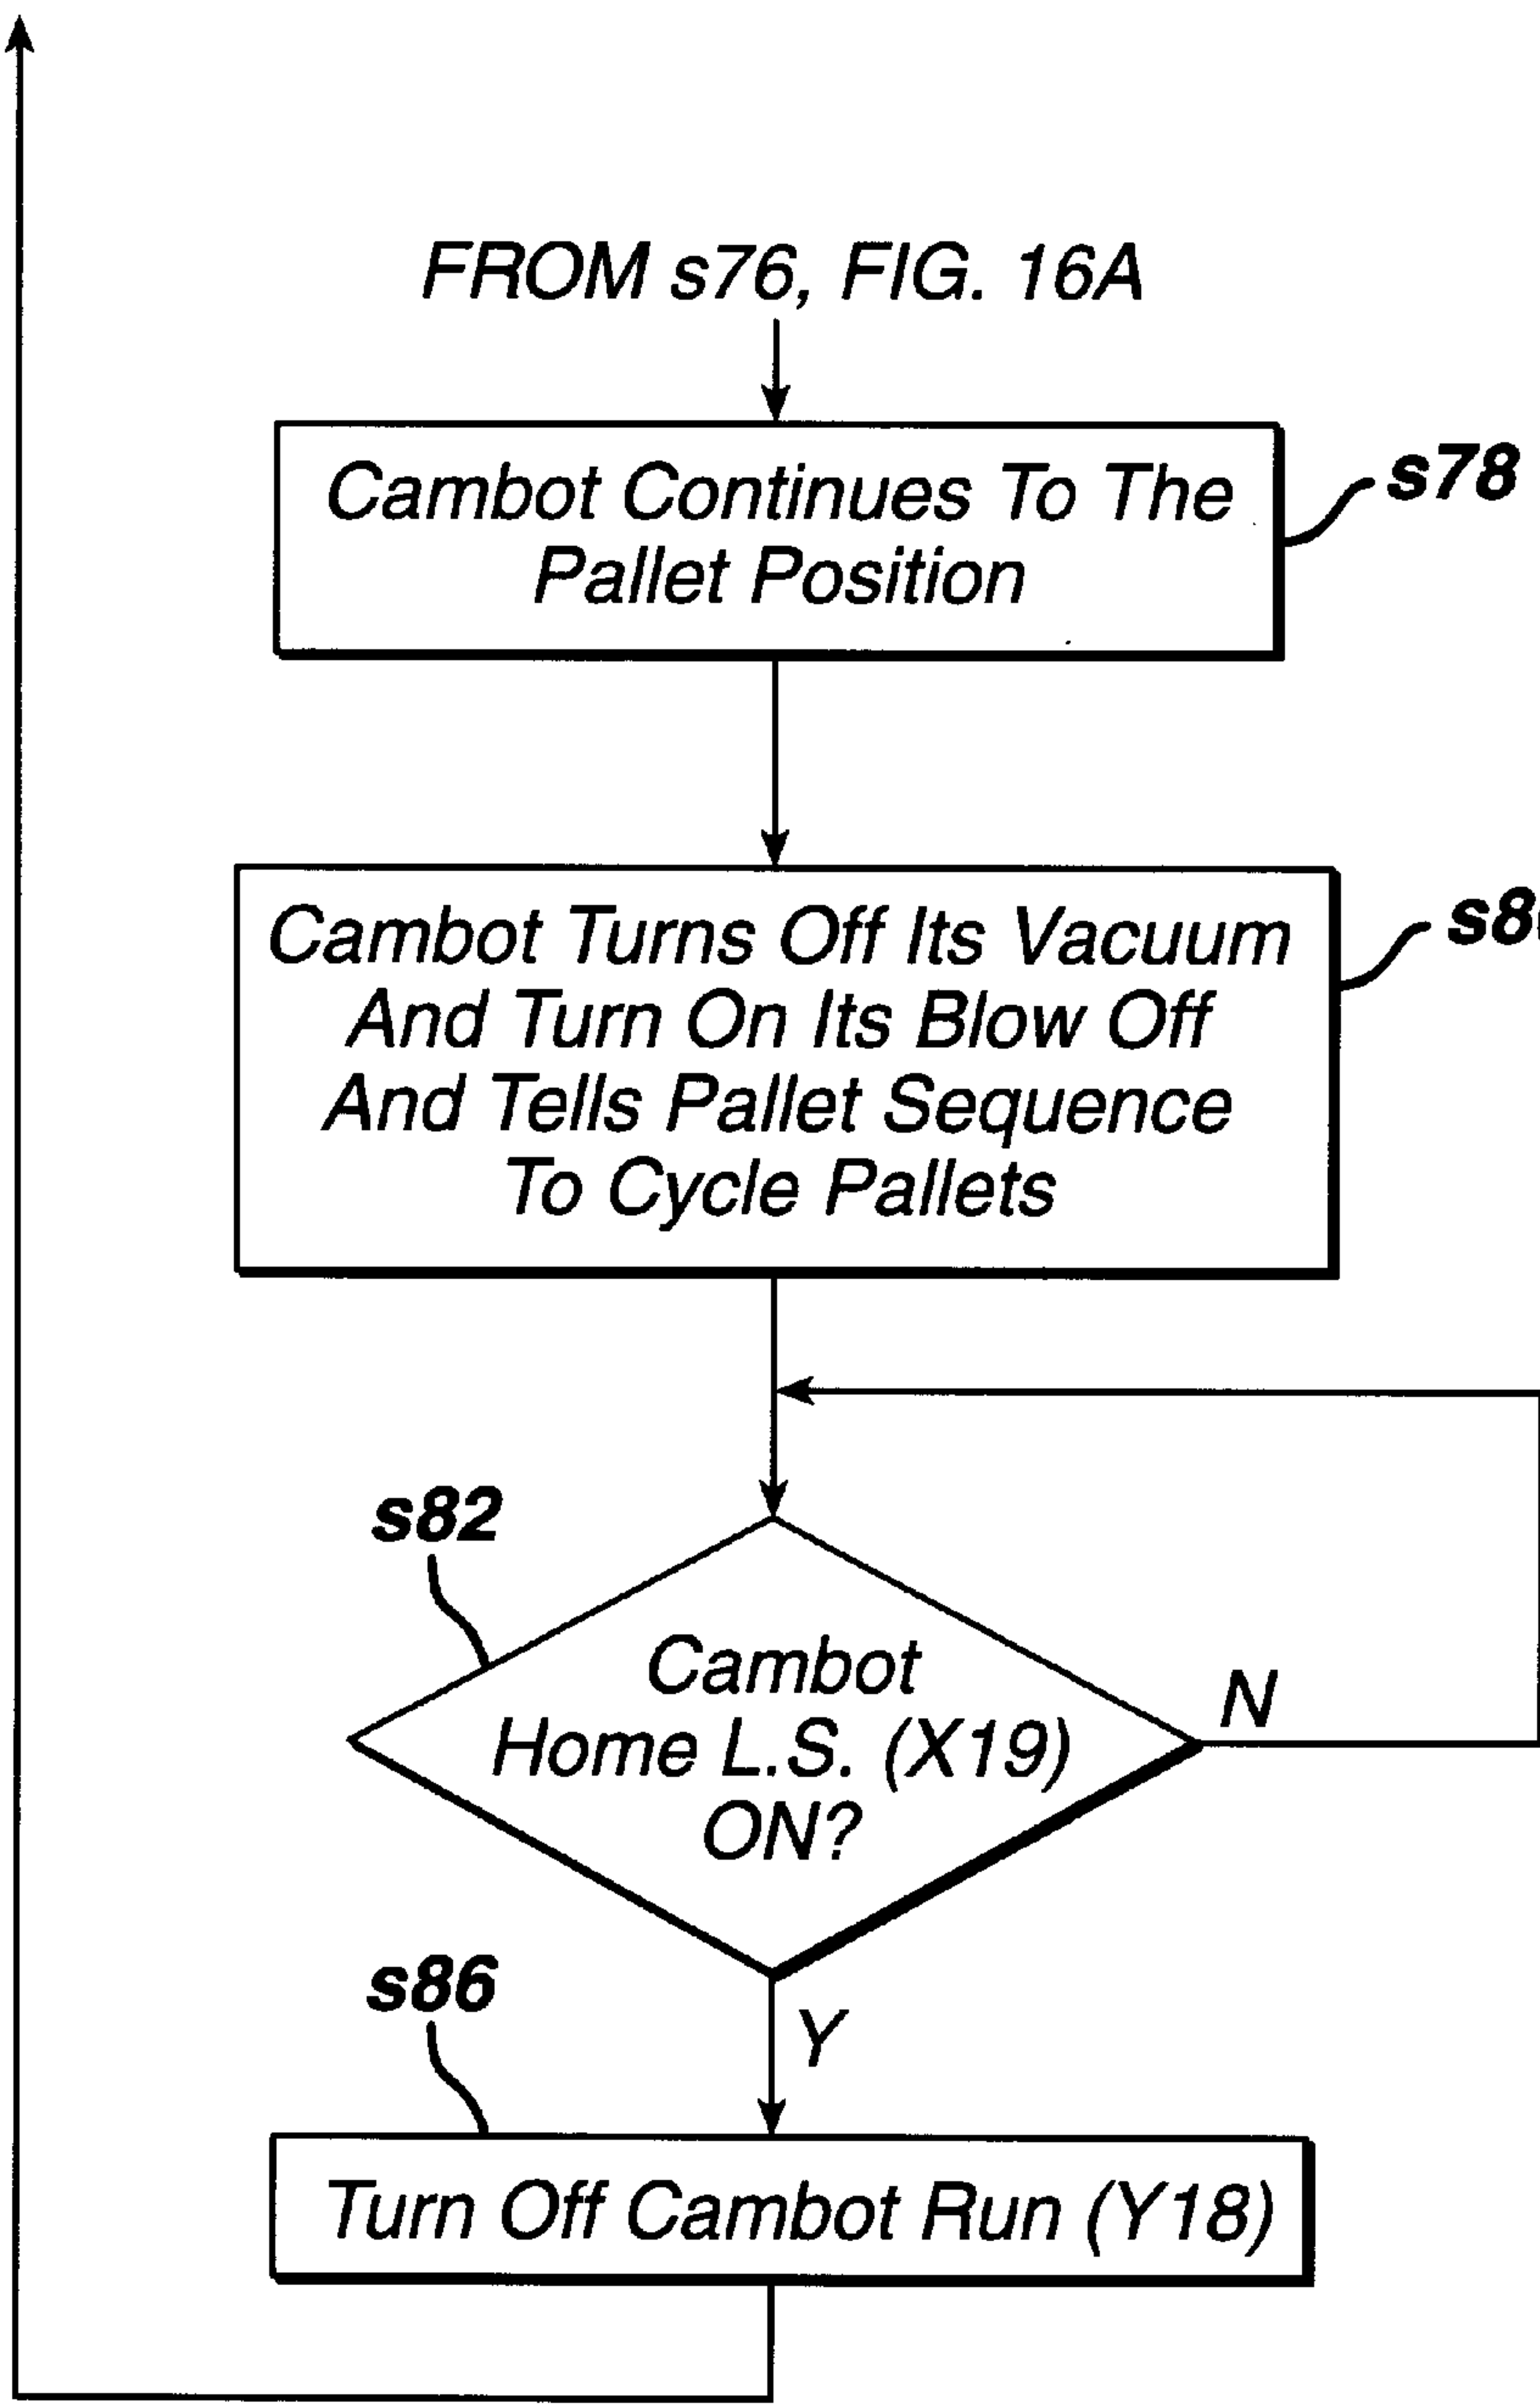 FROM s76, FIG. 16A
Cambot Continues To The
Pallet Position
s78
Cambot Turns Off Its Vacuum
And Turn On Its Blow Off
And Tells Pallet Sequence
To Cycle Pallets
s82
Cambot
Home L.S. (X19)
ON?
N
Y
s86
Turn Off Cambot Run (Y18)